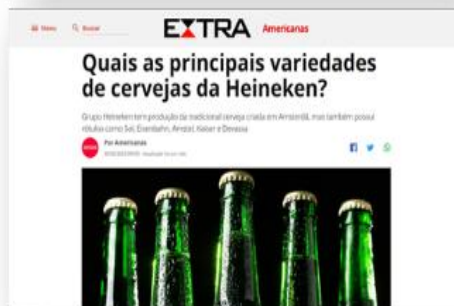 Menu Buscar EXTRA Americanas
Quais as principais variedades
de cervejas da Heineken?
Grupo Heineken tem produção da tradicional cerveja criada em Amsterdã, mas também possui
rótulos como Sol, Eisenbahn, Amstel, Kaiser e Devassa
Por Americanas